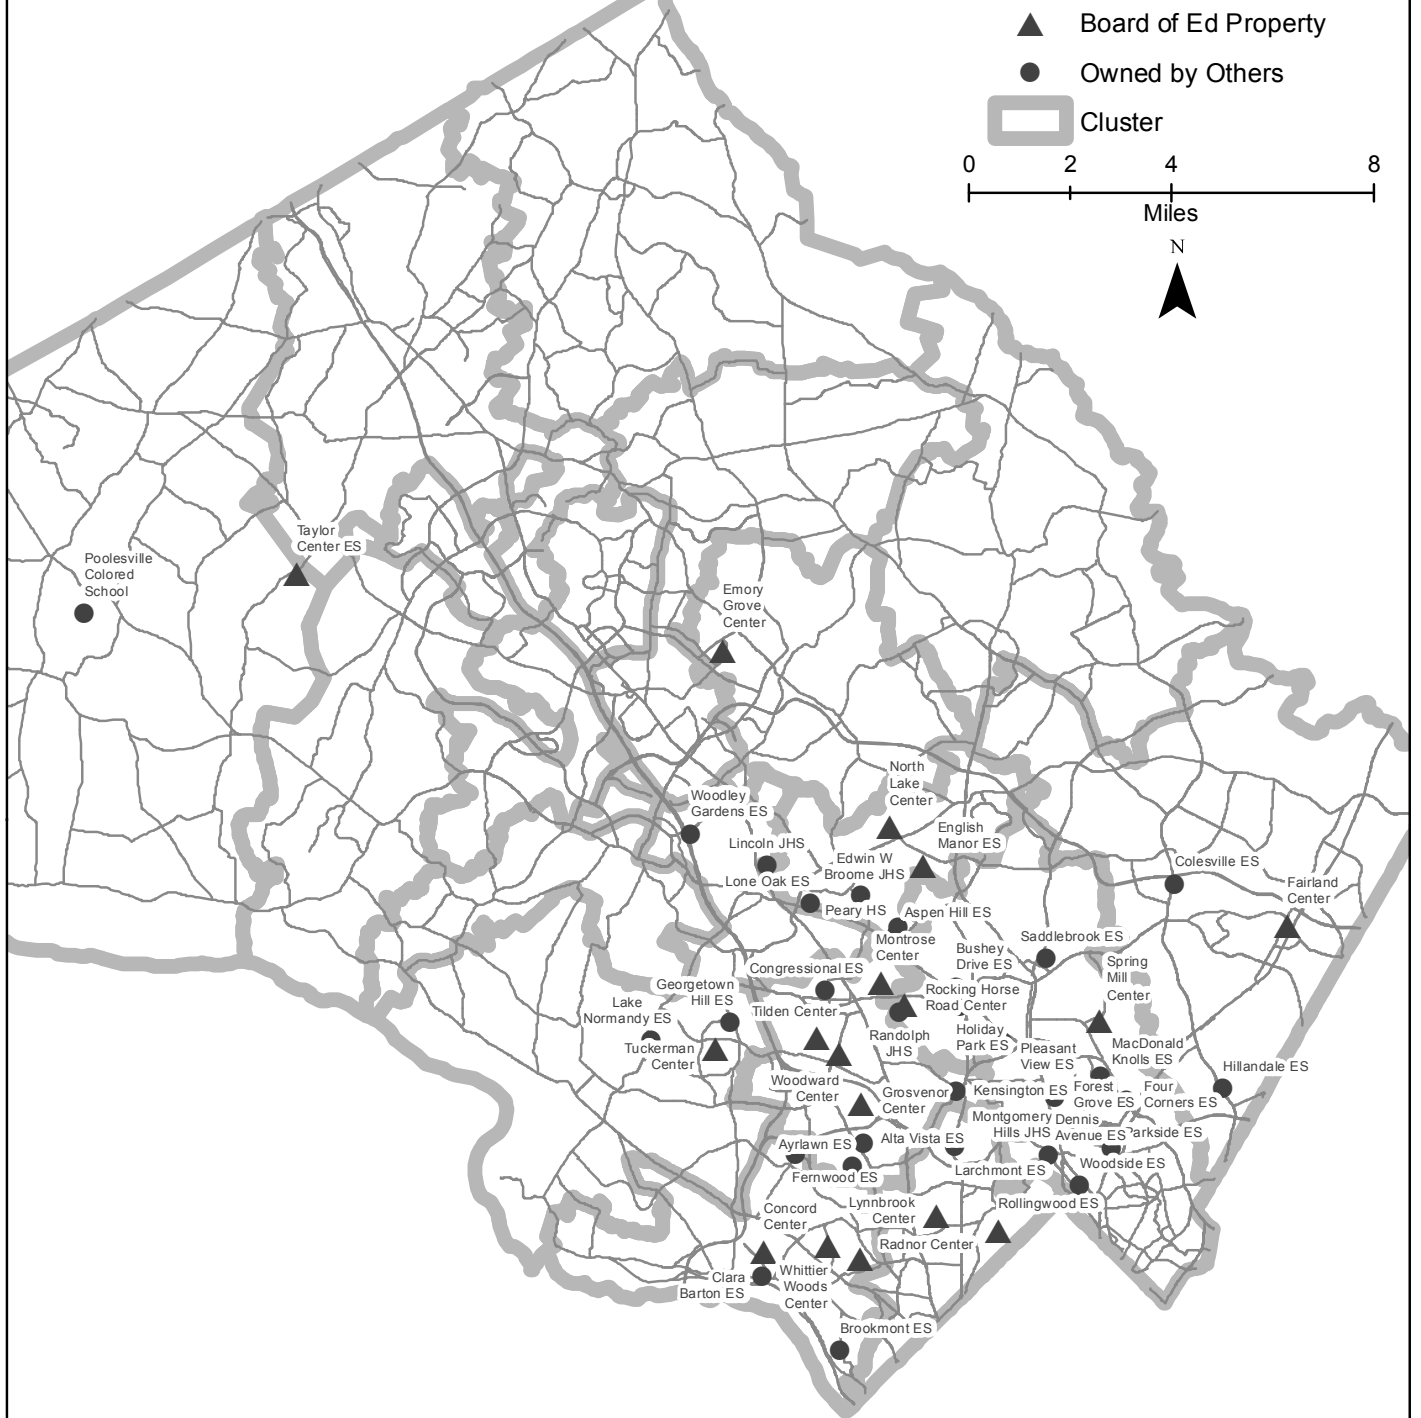 Board of Ed Property
Owned by Others
Cluster
0 2 4 8
Miles
N
Taylor
Center ES
Poolesville
Colored
School
Emory
Grove
Center
North
Lake
Center
Woodley
Gardens ES
English
Manor ES
Lincoln JHS
Edwin W
Broome JHS
Colesville ES
Lone Oak ES
Fairland
Center
Peary HS
Aspen Hill ES
Montrose
Center
Saddlebrook ES
Bushey
Drive ES
Spring
Mill
Center
Congressional ES
Georgetown
Hill ES
Rocking Horse
Road Center
Lake
Normandy ES
Tilden Center
Randolph
JHS
Holiday
Park ES
Tuckerman
Center
Pleasant
View ES
MacDonald
Knolls ES
Hillandale ES
Woodward
Center
Grosvenor
Center
Kensington ES
Forest
Grove ES
Four
Corners ES
Montgomery
Hills JHS
Dennis
Avenue ES
Parkside ES
Ayrlawn ES
Alta Vista ES
Larchmont ES
Woodside ES
Fernwood ES
Lynnbrook
Center
Rollingwood ES
Concord
Center
Radnor Center
Clara
Barton ES
Whittier
Woods
Center
Brookmont ES